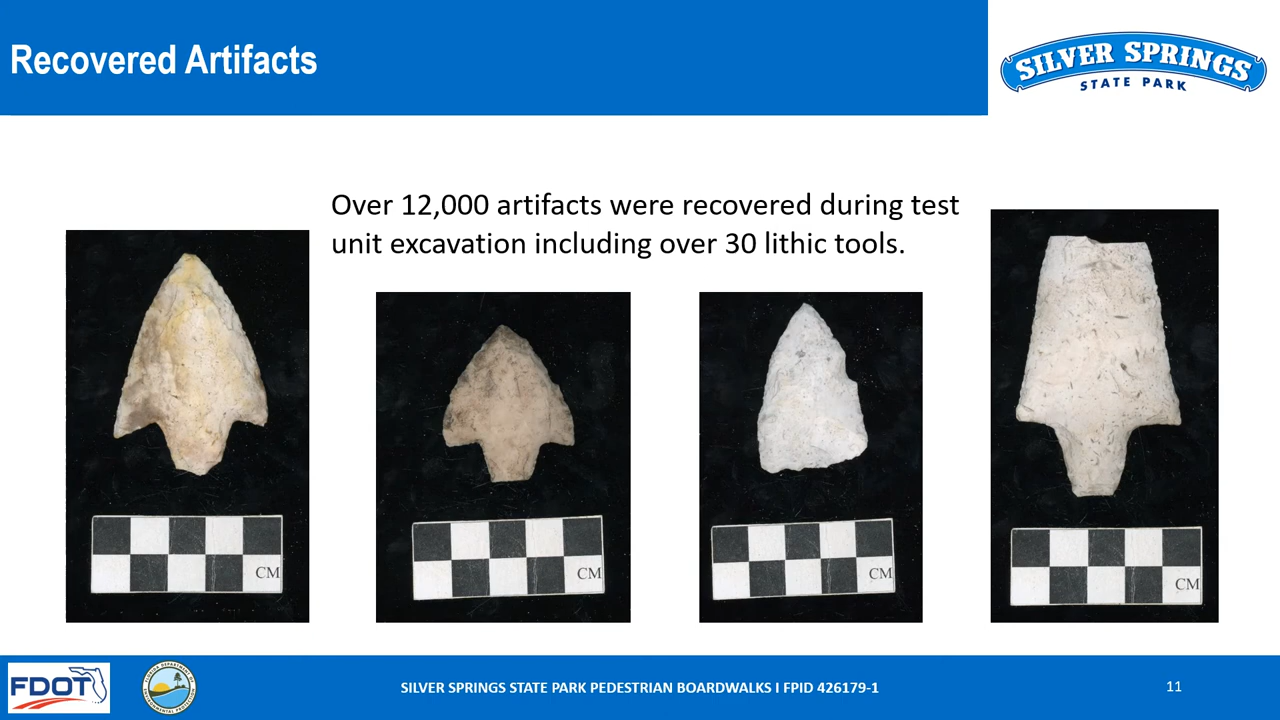 Recovered Artifacts
SILVER SPRINGS
STATE PARK
Over 12,000 artifacts were recovered during test
unit excavation including over 30 lithic tools.
CM
CM
CM
CM
FDOT
SILVER SPRINGS STATE PARK PEDESTRIAN BOARDWALKS I FPID 426179-1
11